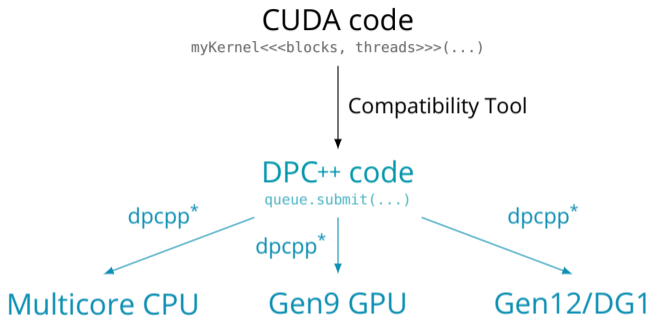 CUDA code
myKernel<<<blocks, threads>>>(...)
Compatibility Tool
DPC++ code
queue.submit(...)
dpcpp*
dpcpp*
dpcpp*
Multicore CPU
Gen9 GPU
Gen12/DG1